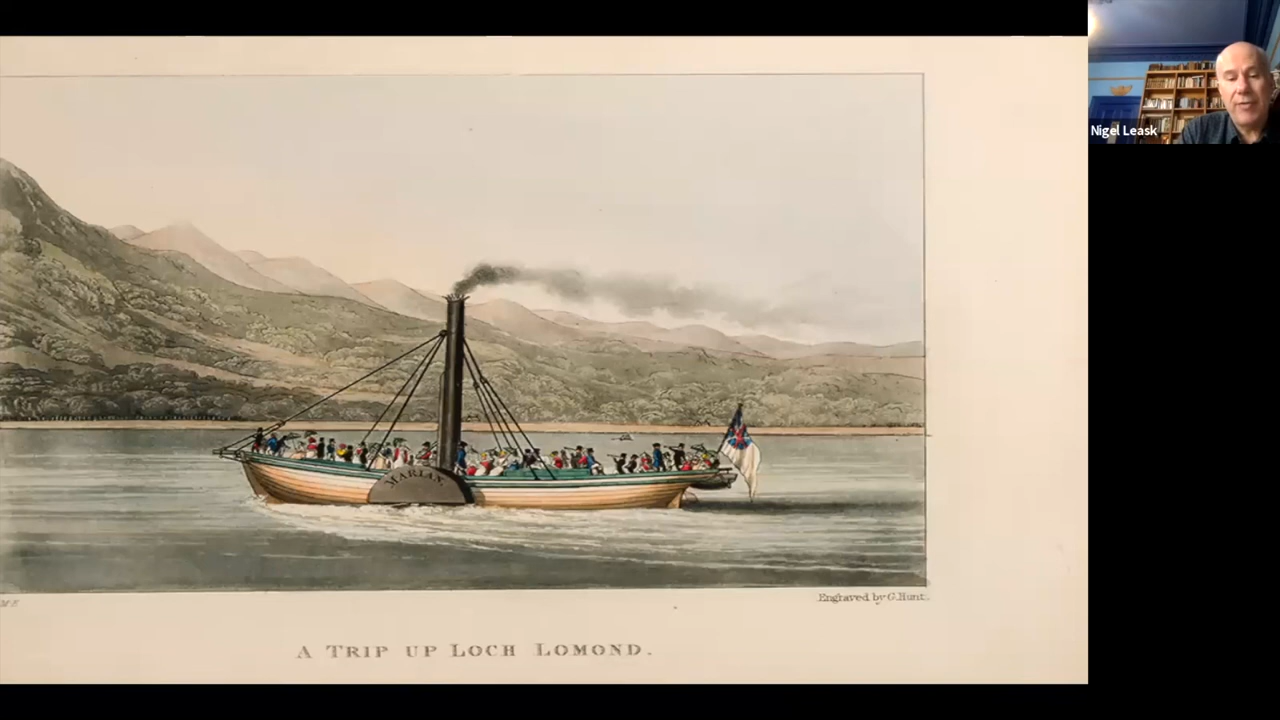 Nigel Leask
MARIAN.
Engraved by G. Hunt.
A TRIP UP LOCH LOMOND.